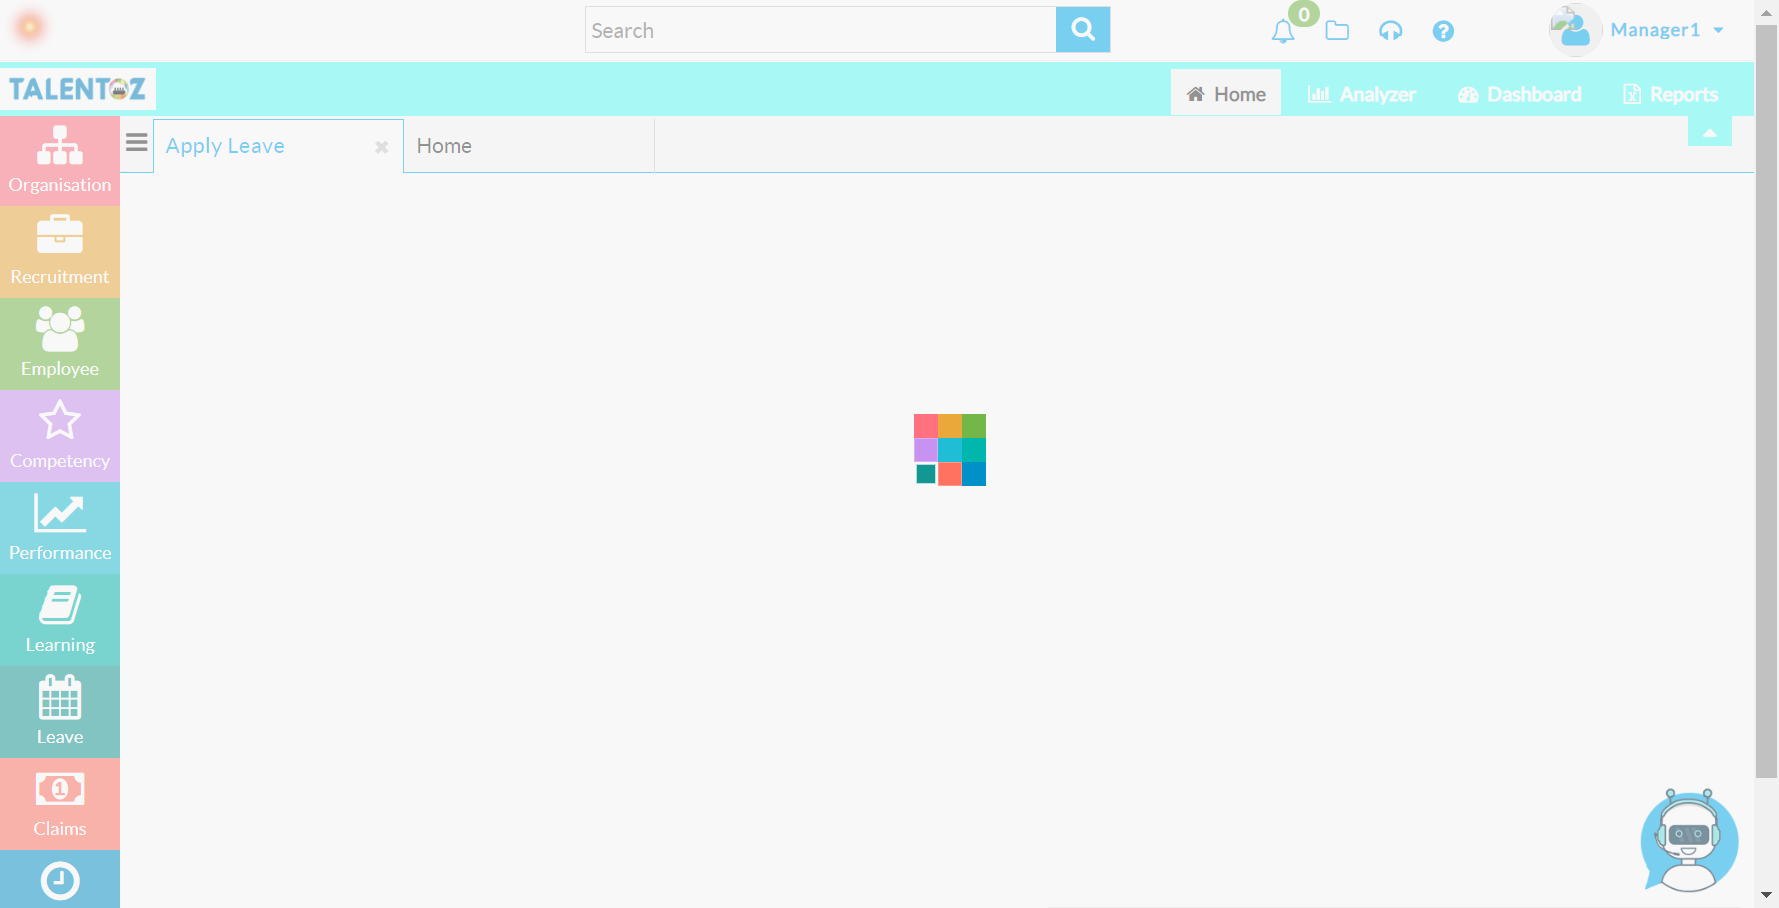 Search
0
Manager1
TALENTOZ
Home
Analyzer
Dashboard
Reports
Apply Leave
Home
Organisation
Recruitment
Employee
Competency
Performance
Learning
Leave
1
Claims